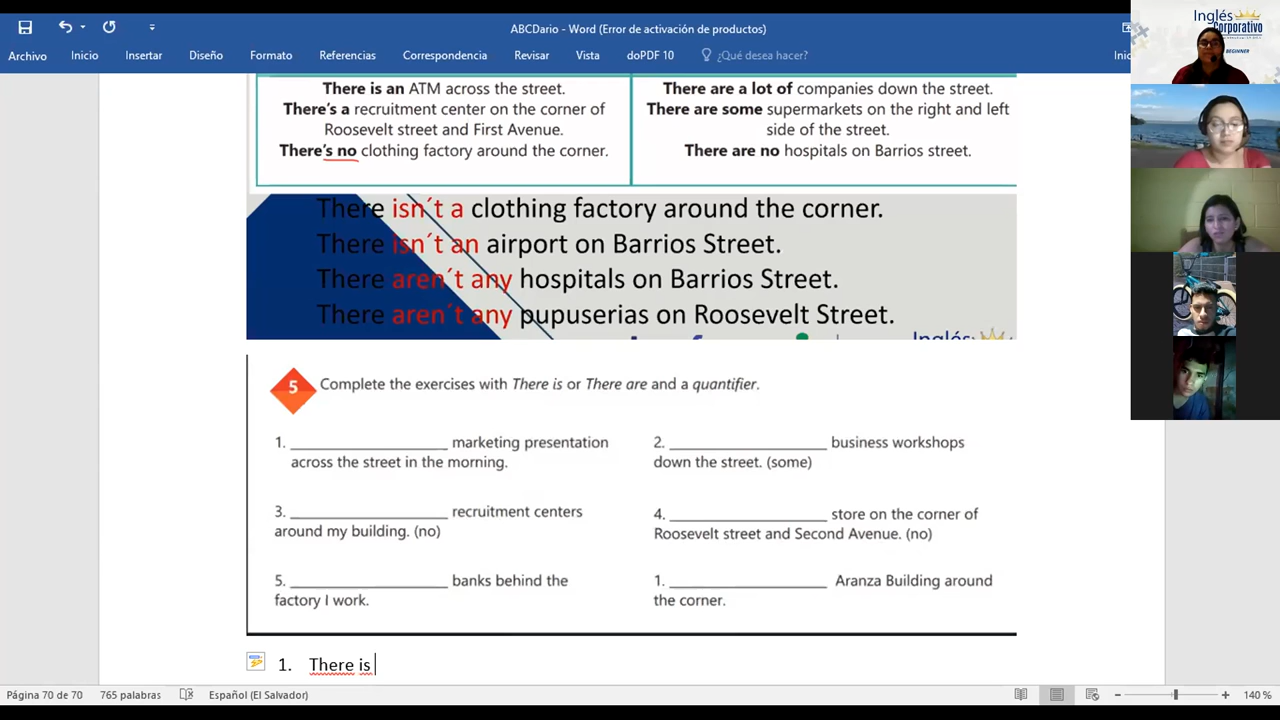 ABCDario - Word (Error de activación de productos)
Archivo Inicio Insertar Diseño Formato Referencias Correspondencia Revisar Vista doPDF 10 ¿Qué desea hacer? Inic
Inglés
Corporativo
BEGINNER
There is an ATM across the street.
There's a recruitment center on the corner of
Roosevelt street and First Avenue.
There's no clothing factory around the corner.
There are a lot of companies down the street.
There are some supermarkets on the right and left
side of the street.
There are no hospitals on Barrios street.
There isn´t a clothing factory around the corner.
There isn´t an airport on Barrios Street.
There aren´t any hospitals on Barrios Street.
There aren´t any pupuserias on Roosevelt Street.
Inglés
5 Complete the exercises with There is or There are and a quantifier.
1. ________________ marketing presentation
across the street in the morning.
2. ________________ business workshops
down the street. (some)
3. ________________ recruitment centers
around my building. (no)
4. ________________ store on the corner of
Roosevelt street and Second Avenue. (no)
5. ________________ banks behind the
factory I work.
1. ________________ Aranza Building around
the corner.
1. There is
Página 70 de 70 765 palabras Español (El Salvador) 140 %